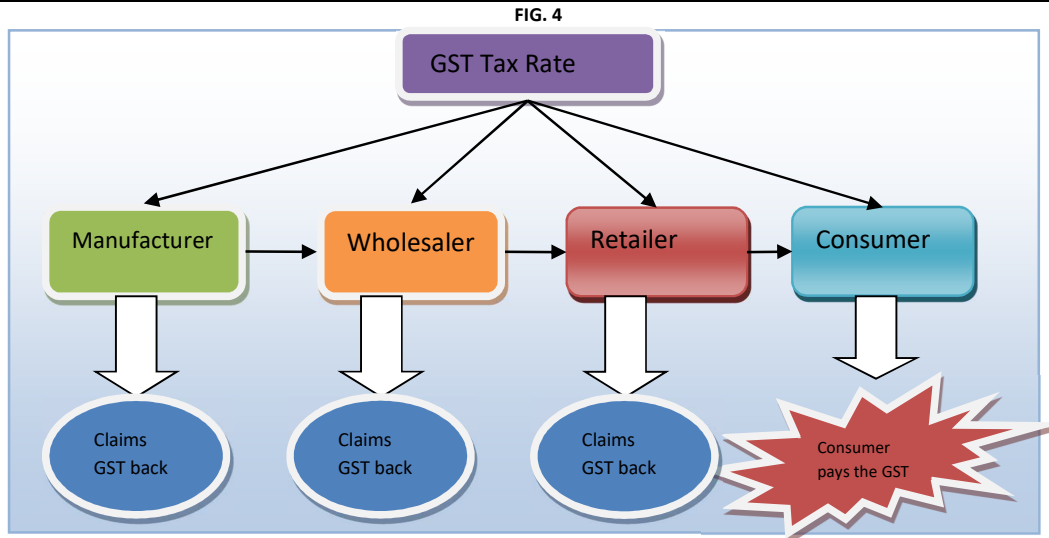 FIG. 4
GST Tax Rate
Manufacturer
Wholesaler
Retailer
Consumer
Claims
GST back
Claims
GST back
Claims
GST back
Consumer
pays the GST